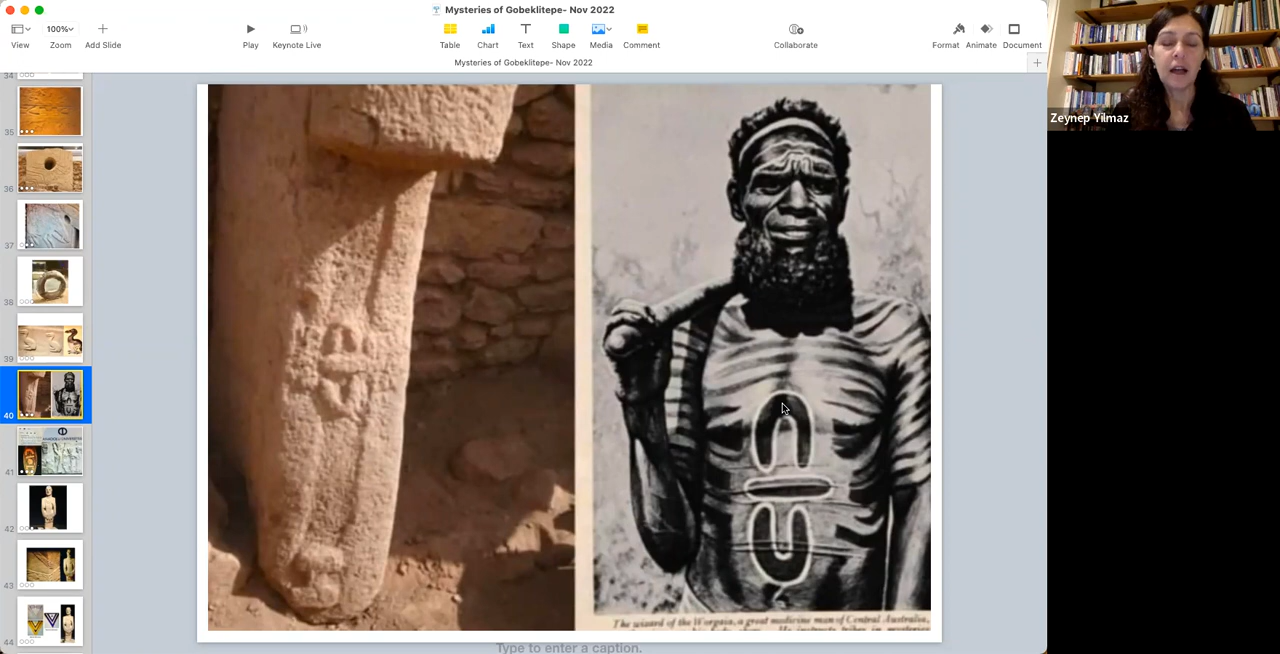 Mysteries of Gobeklitepe- Nov 2022
100%
View
Zoom
Add Slide
Play
Keynote Live
Table
Chart
Text
Shape
Media
Comment
Collaborate
Format
Animate
Document
Mysteries of Gobeklitepe- Nov 2022
Zeynep Yilmaz
34
35
36
37
38
39
40
41
42
43
44
The wizard of the Worgaia, a great medicine man of Central Australia,
Type to enter a caption.